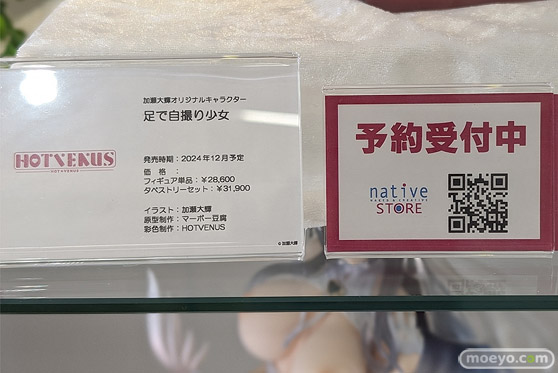 加瀬大輝オリジナルキャラクター
足で自撮り少女
HOTVENUS
HOTVENUS
発売時期：2024年12月予定
価格：
フィギュア単品：¥28,600
タペストリーセット：¥31,900
イラスト：加瀬大輝
原型制作：マーボー豆腐
彩色制作：HOTVENUS
© 加瀬大輝
予約受付中
native
MAKER & CREATIVE
STORE
moeyo.com